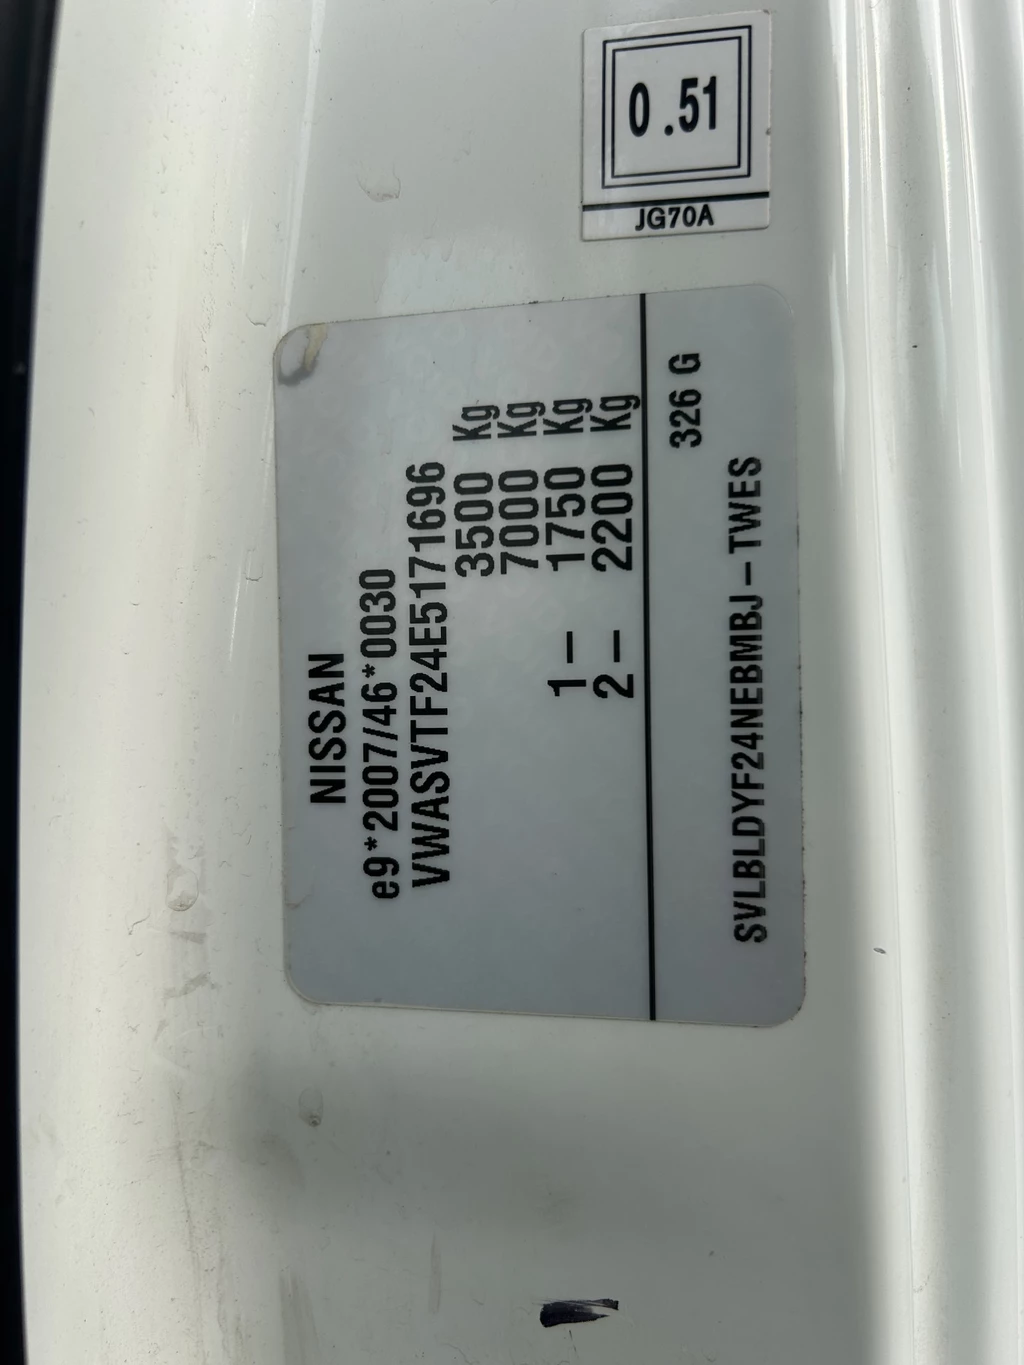 0.51
JG70A
NISSAN
e9*2007/46*0030
VWASVTF24E5171696
3500 Kg
7000 Kg
1– 1750 Kg
2– 2200 Kg
326 G
SVLBLDYF24NEBMBJ – TWES